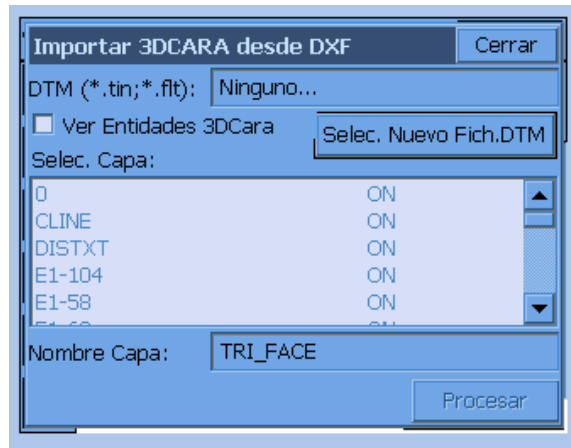 Importar 3DCARA desde DXF Cerrar
DTM (*.tin;*.flt): Ninguno...
Ver Entidades 3DCara Selec. Nuevo Fich.DTM
Selec. Capa:
0 ON
CLINE ON
DISTXT ON
E1-104 ON
E1-58 ON
Nombre Capa: TRI_FACE
Procesar